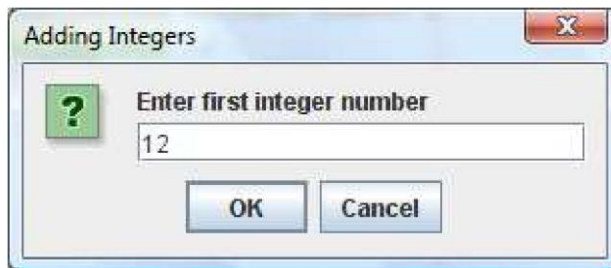 Adding Integers
X
?
Enter first integer number
12
OK Cancel